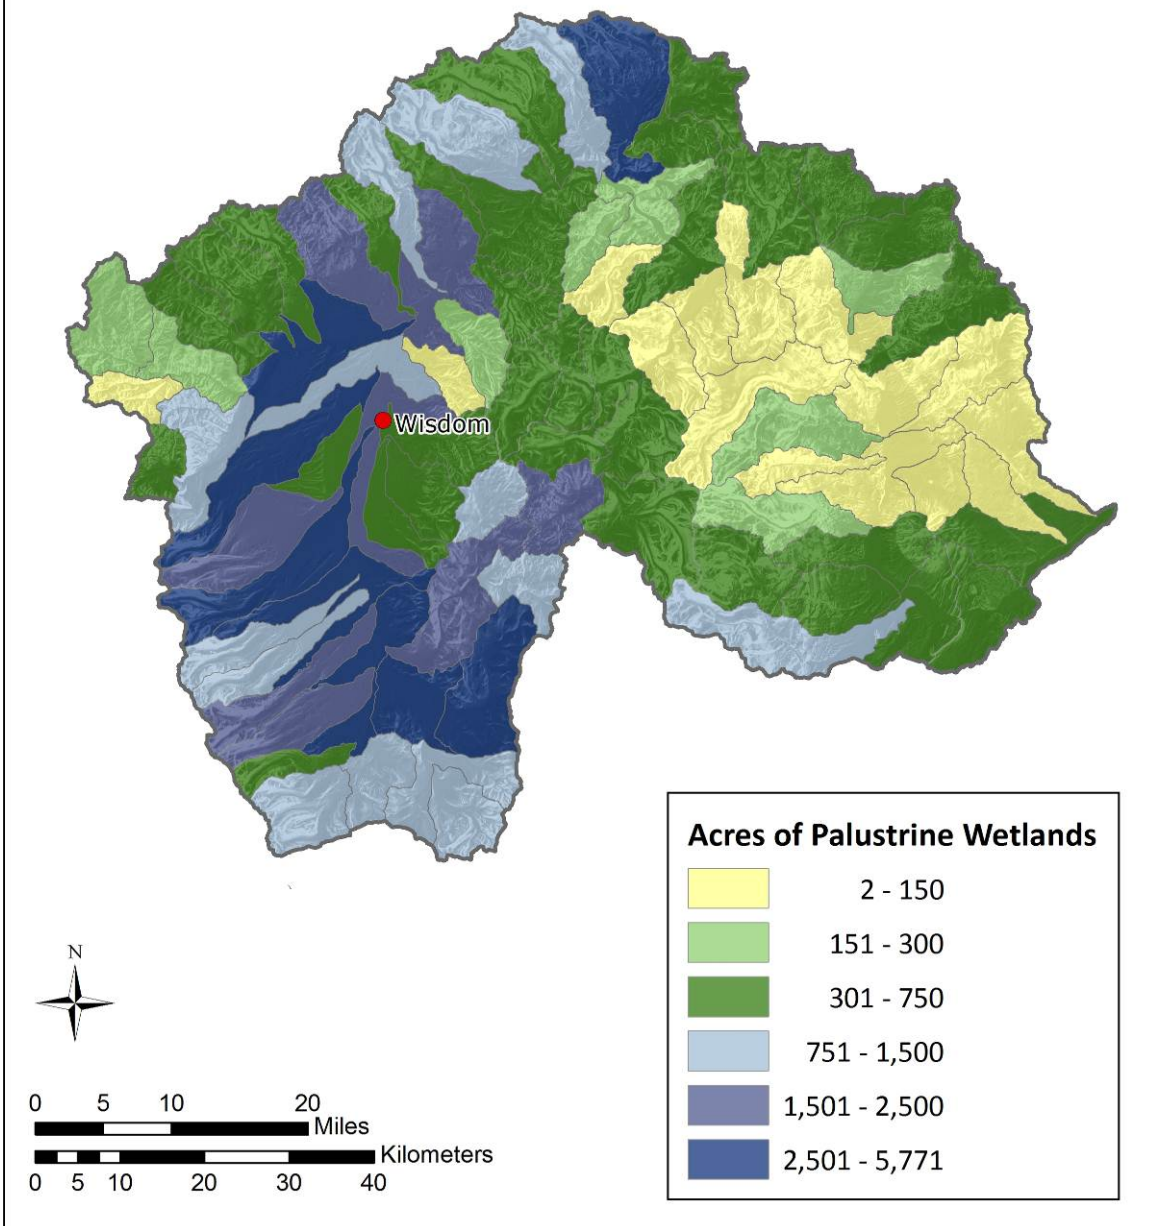 Wisdom
Acres of Palustrine Wetlands
2 - 150
151 - 300
301 - 750
751 - 1,500
1,501 - 2,500
2,501 - 5,771
N
0 5 10 20
Miles
Kilometers
0 5 10 20 30 40